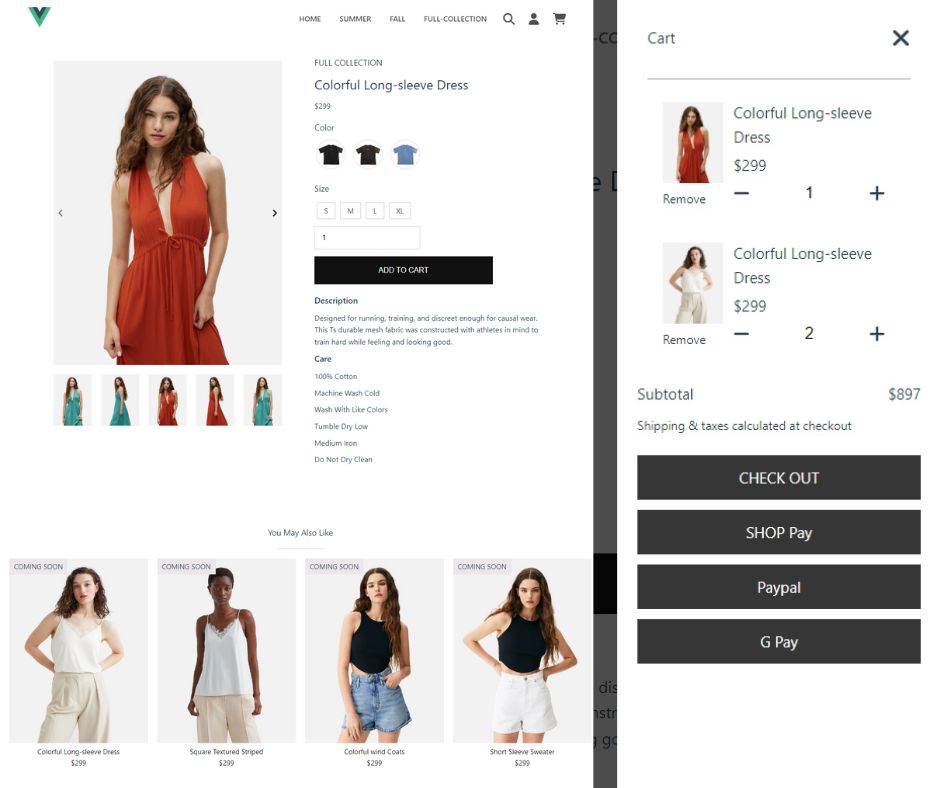 HOME SUMMER FALL FULL-COLLECTION
FULL COLLECTION
Colorful Long-sleeve Dress
$299
Color
Size
S M L XL
1
ADD TO CART
Description
Designed for running, training, and discreet enough for causal wear.
This Ts durable mesh fabric was constructed with athletes in mind to
train hard while feeling and looking good.
Care
100% Cotton
Machine Wash Cold
Wash With Like Colors
Tumble Dry Low
Medium Iron
Do Not Dry Clean
You May Also Like
COMING SOON COMING SOON COMING SOON COMING SOON
Colorful Long-sleeve Dress Square Textured Striped Colorful wind Coats Short Sleeve Sweater
$299 $299 $299 $299
-CO
e D
dis
nstr
g go
Cart
Colorful Long-sleeve
Dress
$299
Remove
1
Colorful Long-sleeve
Dress
$299
Remove
2
Subtotal $897
Shipping & taxes calculated at checkout
CHECK OUT
SHOP Pay
Paypal
G Pay